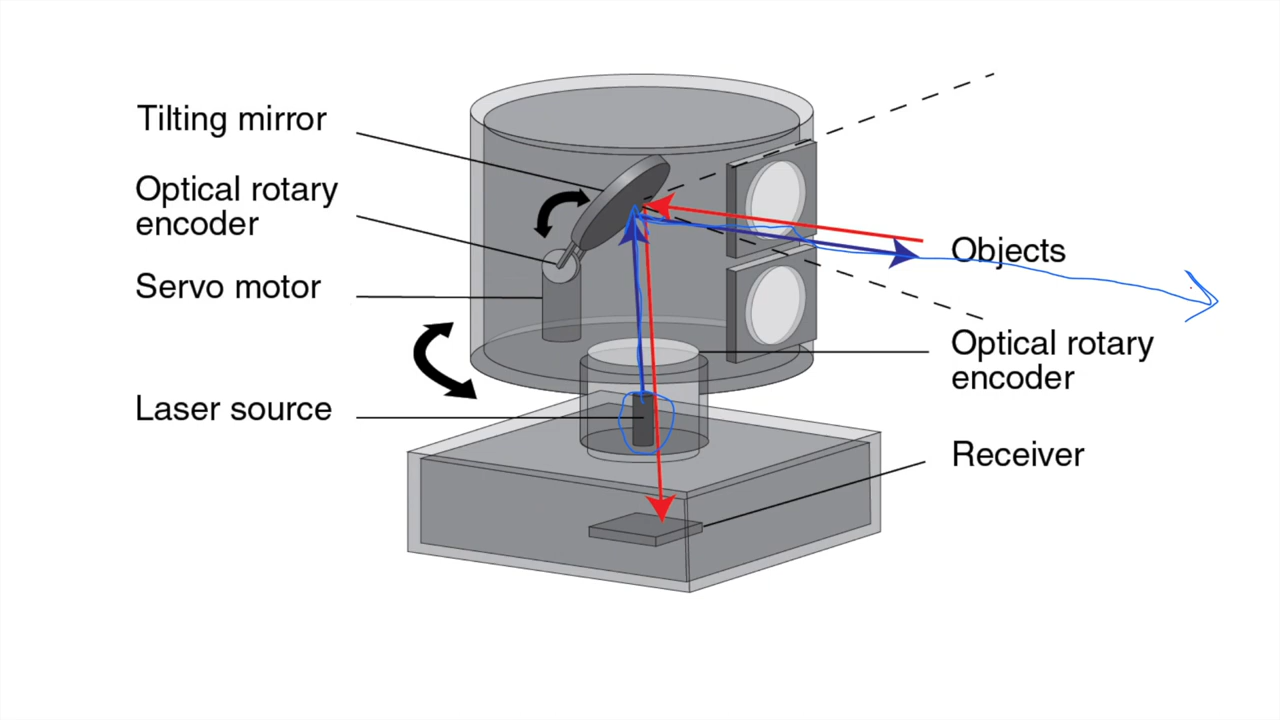 Tilting mirror
Optical rotary
encoder
Servo motor
Laser source
Objects
Optical rotary
encoder
Receiver